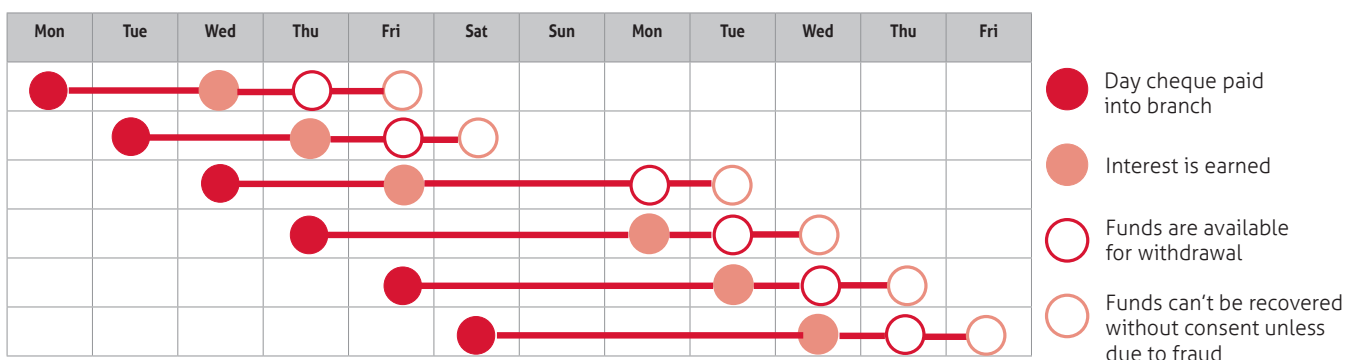 Mon Tue Wed Thu Fri Sat Sun Mon Tue Wed Thu Fri
Day cheque paid
into branch
Interest is earned
Funds are available
for withdrawal
Funds can't be recovered
without consent unless
due to fraud